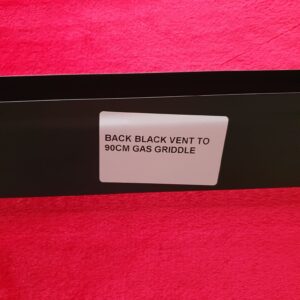 BACK BLACK VENT TO
90CM GAS GRIDDLE